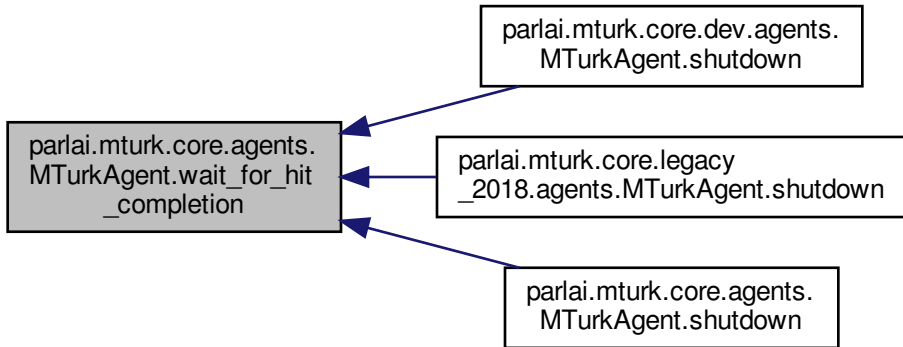 parlai.mturk.core.agents.
MTurkAgent.wait_for_hit
_completion
parlai.mturk.core.dev.agents.
MTurkAgent.shutdown
parlai.mturk.core.legacy
_2018.agents.MTurkAgent.shutdown
parlai.mturk.core.agents.
MTurkAgent.shutdown